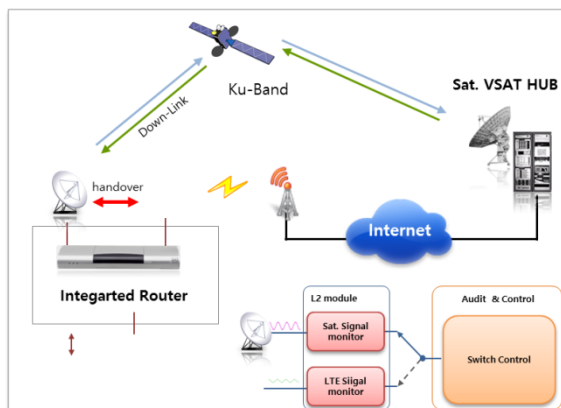 Ku-Band
Sat. VSAT HUB
Down-Link
handover
Internet
Integarted Router
L2 module
Audit & Control
Sat. Signal
monitor
Switch Control
LTE Siigal
monitor